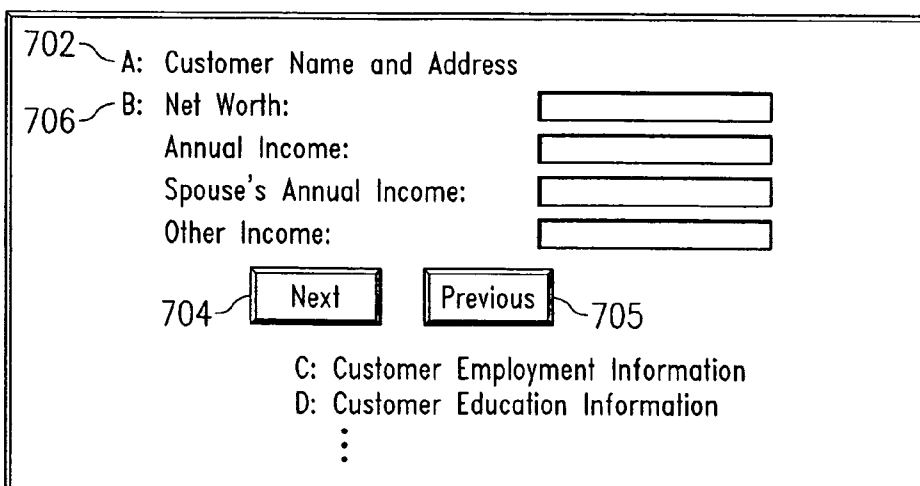 702 A: Customer Name and Address
706 B: Net Worth:
Annual Income:
Spouse's Annual Income:
Other Income:
704 Next Previous 705
C: Customer Employment Information
D: Customer Education Information
⋮